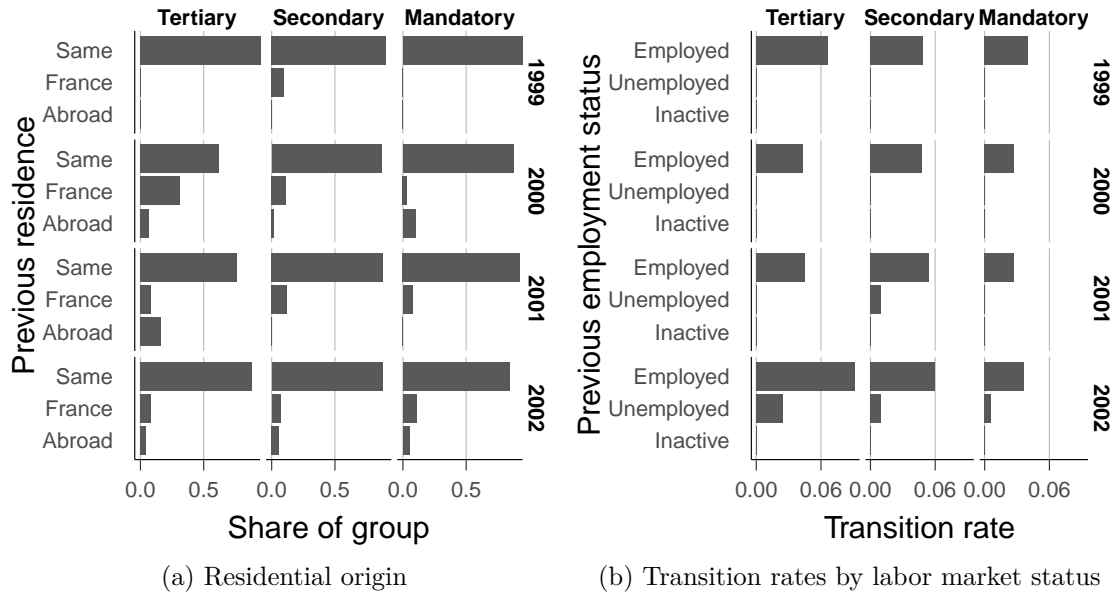 Tertiary Secondary Mandatory
Previous residence
Same
France
Abroad
1999
Same
France
Abroad
2000
Same
France
Abroad
2001
Same
France
Abroad
2002
0.0 0.5 0.0 0.5 0.0 0.5
Share of group
(a) Residential origin
Tertiary Secondary Mandatory
Previous employment status
Employed
Unemployed
Inactive
1999
Employed
Unemployed
Inactive
2000
Employed
Unemployed
Inactive
2001
Employed
Unemployed
Inactive
2002
0.00 0.06 0.00 0.06 0.00 0.06
Transition rate
(b) Transition rates by labor market status